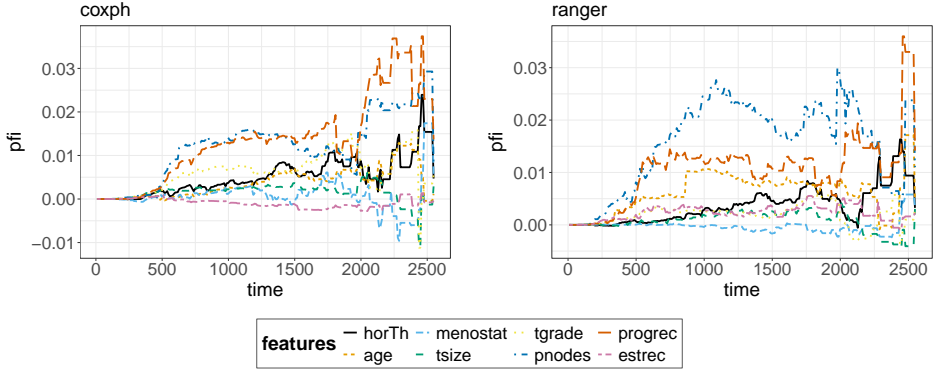 coxph
pfi
0.03
0.02
0.01
0.00
−0.01
0 500 1000 1500 2000 2500
time
ranger
pfi
0.03
0.02
0.01
0.00
0 500 1000 1500 2000 2500
time
features
horTh menostat tgrade progrec
age tsize pnodes estrec